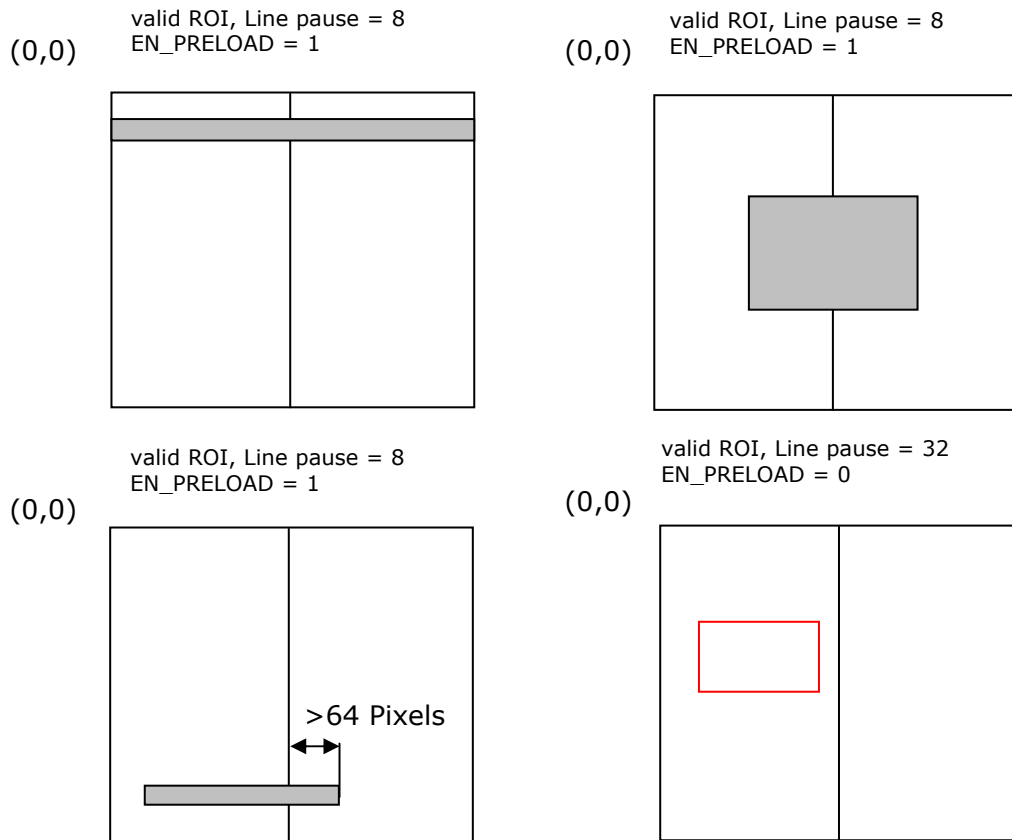 valid ROI, Line pause = 8
EN_PRELOAD = 1
(0,0)
valid ROI, Line pause = 8
EN_PRELOAD = 1
(0,0)
valid ROI, Line pause = 8
EN_PRELOAD = 1
(0,0)
>64 Pixels
valid ROI, Line pause = 32
EN_PRELOAD = 0
(0,0)